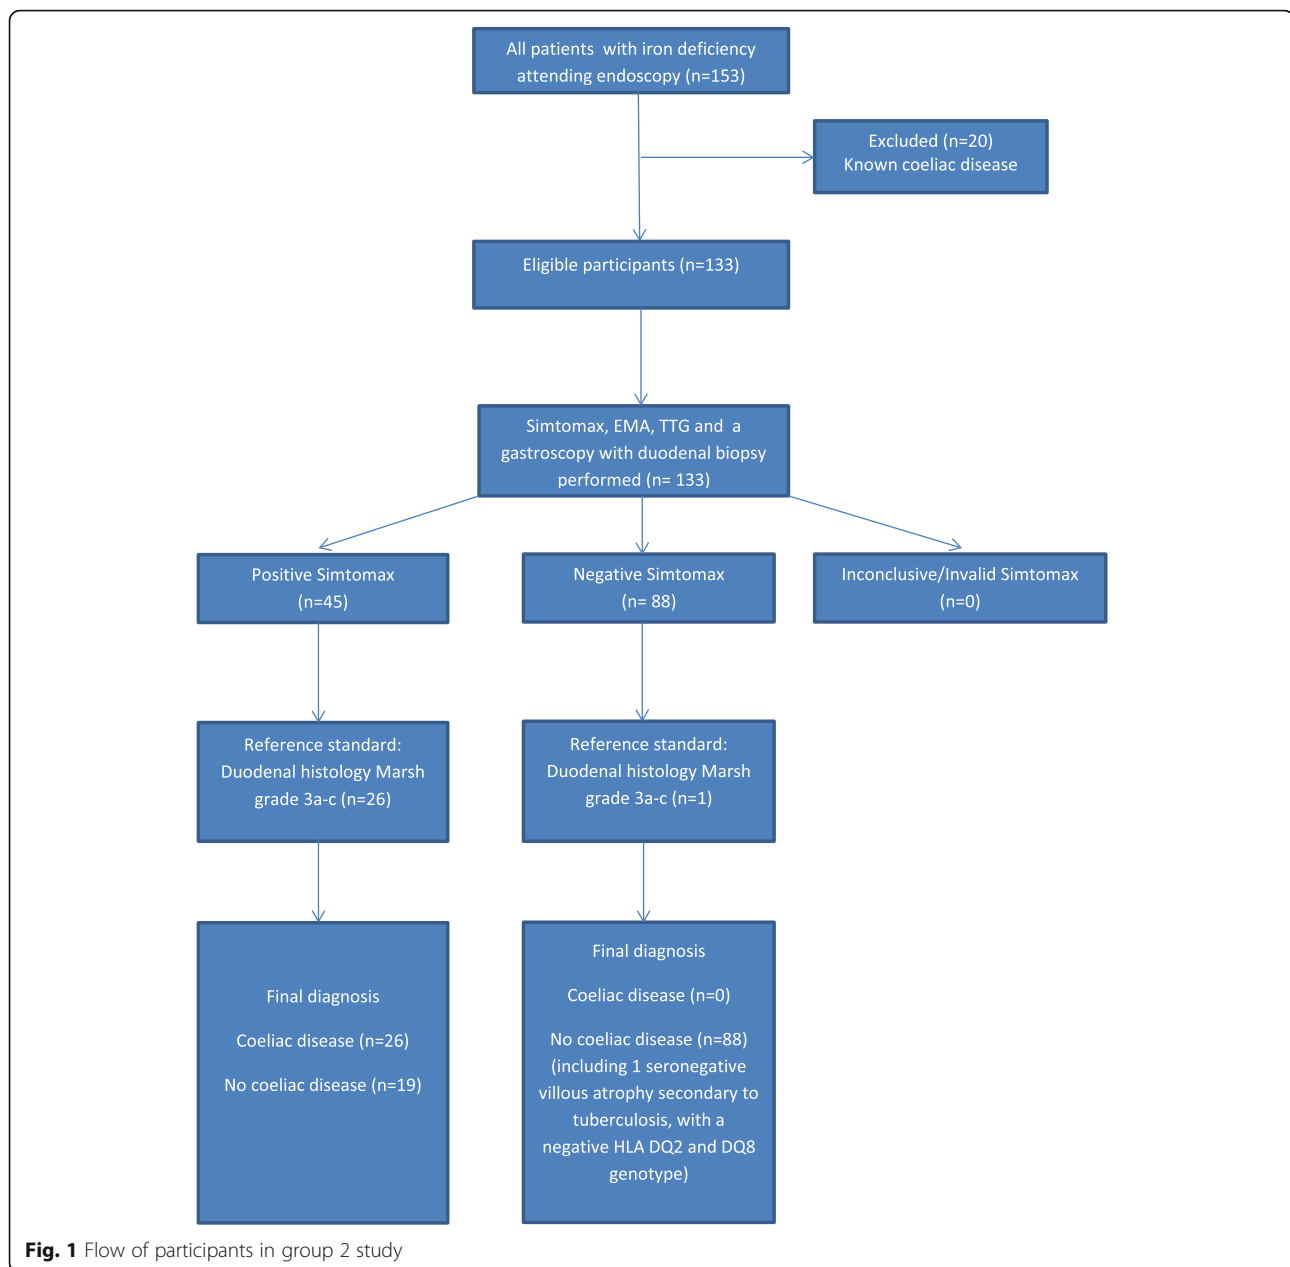 All patients with iron deficiency
attending endoscopy (n=153)
Excluded (n=20)
Known coeliac disease
Eligible participants (n=133)
Simtomax, EMA, TTG and a
gastroscopy with duodenal biopsy
performed (n= 133)
Positive Simtomax
(n=45)
Negative Simtomax
(n= 88)
Inconclusive/Invalid Simtomax
(n=0)
Reference standard:
Duodenal histology Marsh
grade 3a-c (n=26)
Reference standard:
Duodenal histology Marsh
grade 3a-c (n=1)
Final diagnosis
Coeliac disease (n=26)
No coeliac disease (n=19)
Final diagnosis
Coeliac disease (n=0)
No coeliac disease (n=88)
(including 1 seronegative
villous atrophy secondary to
tuberculosis, with a
negative HLA DQ2 and DQ8
genotype)
Fig. 1 Flow of participants in group 2 study